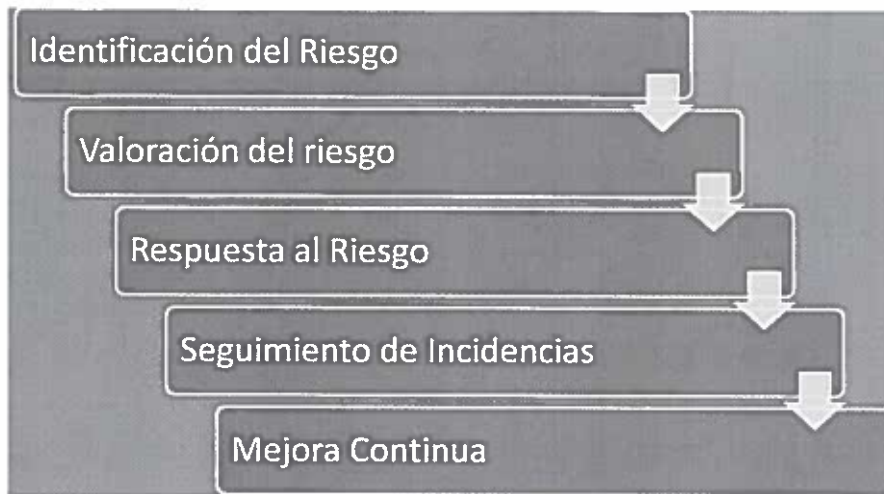 Identificación del Riesgo
Valoración del riesgo
Respuesta al Riesgo
Seguimiento de Incidencias
Mejora Continua